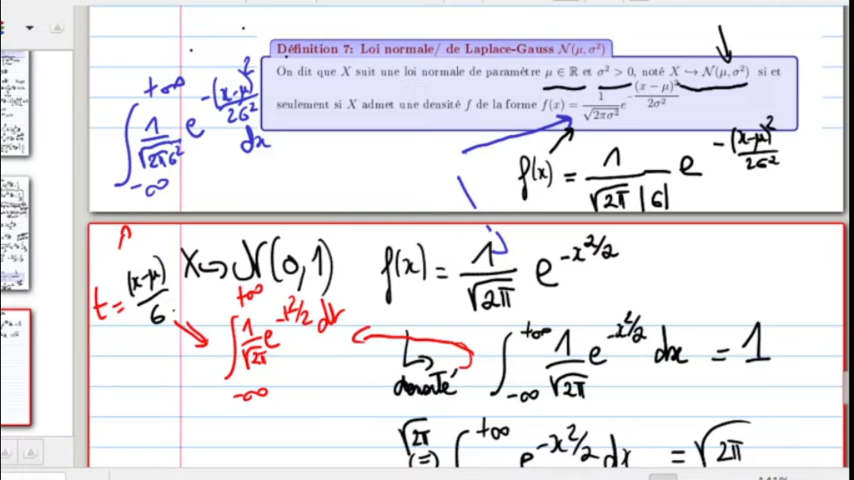 Définition 7: Loi normale/ de Laplace-Gauss N(μ, σ²)
On dit que X suit une loi normale de paramètre μ ∈ ℝ et σ² > 0, noté X ↪ N(μ, σ²) si et
seulement si X admet une densité f de la forme f(x) = 1/√(2πσ²) e^(-(x − μ)²/2σ²)
∫_{-∞}^{+∞} 1/√(2πσ²) e^(-(x-μ)²/2σ²) dx
f(x) = 1/(√2π |σ|) e^(-(x-μ)²/2σ²)
t = (x-μ)/σ
X ↪ N(0,1) f(x) = 1/√2π e^(-x²/2)
∫_{-∞}^{+∞} 1/√2π e^(-t²/2) dt
densité ∫_{-∞}^{+∞} 1/√2π e^(-x²/2) dx = 1
√2π (=) ∫^{+∞} e^(-x²/2) dx = √2π